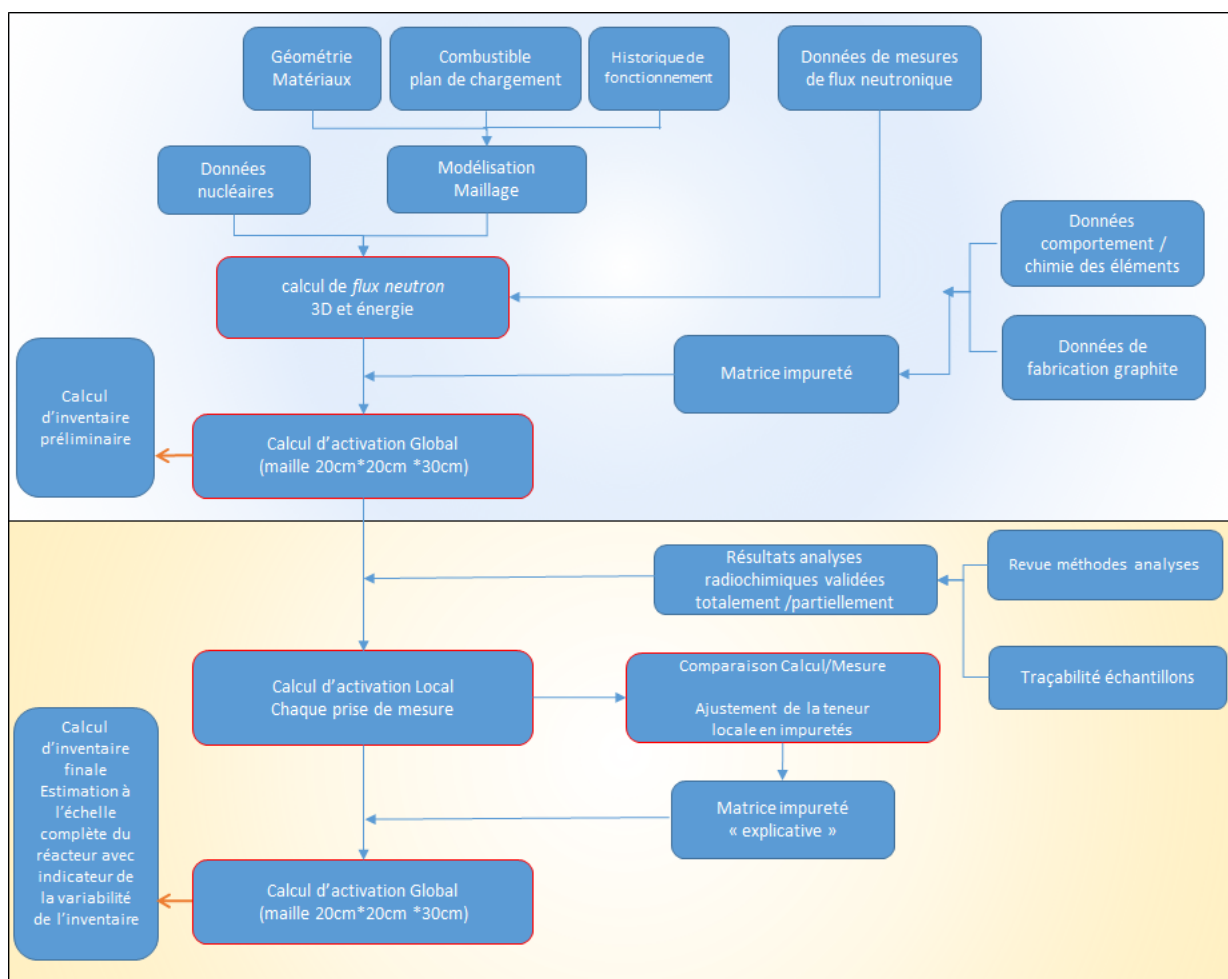 Géométrie
Matériaux
Combustible
plan de chargement
Historique de
fonctionnement
Données de mesures
de flux neutronique
Données
nucléaires
Modélisation
Maillage
Données
comportement /
chimie des éléments
calcul de flux neutron
3D et énergie
Données de
fabrication graphite
Matrice impureté
Calcul
d'inventaire
préliminaire
Calcul d'activation Global
(maille 20cm*20cm *30cm)
Résultats analyses
radiochimiques validées
totalement /partiellement
Revue méthodes analyses
Traçabilité échantillons
Calcul d'activation Local
Chaque prise de mesure
Comparaison Calcul/Mesure
Ajustement de la teneur
locale en impuretés
Calcul
d'inventaire
finale
Estimation à
l'échelle
complète du
réacteur avec
indicateur de
la variabilité
de l'inventaire
Matrice impureté
« explicative »
Calcul d'activation Global
(maille 20cm*20cm *30cm)